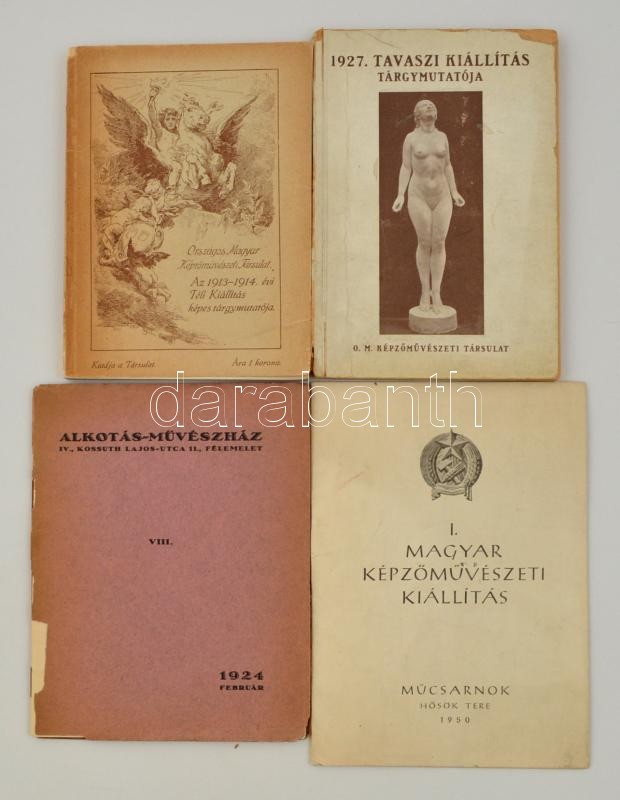 Országos Magyar
Képzőművészeti Társulat.
Az 1913-1914. évi
Téli Kiállítás
képes tárgymutatója.
Kiadja a Társulat.
Ára 1 korona.
1927. TAVASZI KIÁLLÍTÁS
TÁRGYMUTATÓJA
O. M. KÉPZŐMŰVÉSZETI TÁRSULAT
darabanth
ALKOTÁS-MŰVÉSZHÁZ
IV., KOSSUTH LAJOS-UTCA 12., FÉLEMELET
VIII.
1924
FEBRUÁR
I.
MAGYAR
KÉPZŐMŰVÉSZETI
KIÁLLÍTÁS
MŰCSARNOK
HŐSÖK TERE
1950